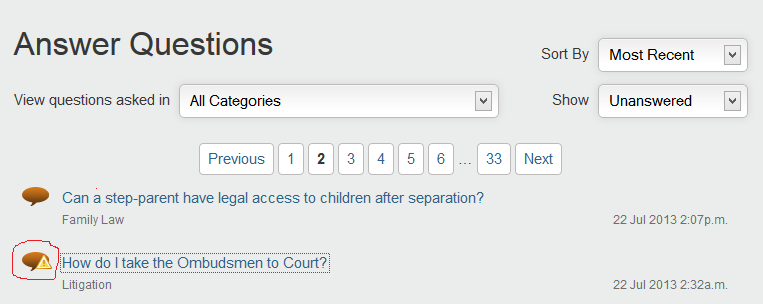 Answer Questions
Sort By Most Recent
View questions asked in All Categories Show Unanswered
Previous 1 2 3 4 5 6 ... 33 Next
Can a step-parent have legal access to children after separation?
Family Law 22 Jul 2013 2:07p.m.
How do I take the Ombudsmen to Court?
Litigation 22 Jul 2013 2:32a.m.